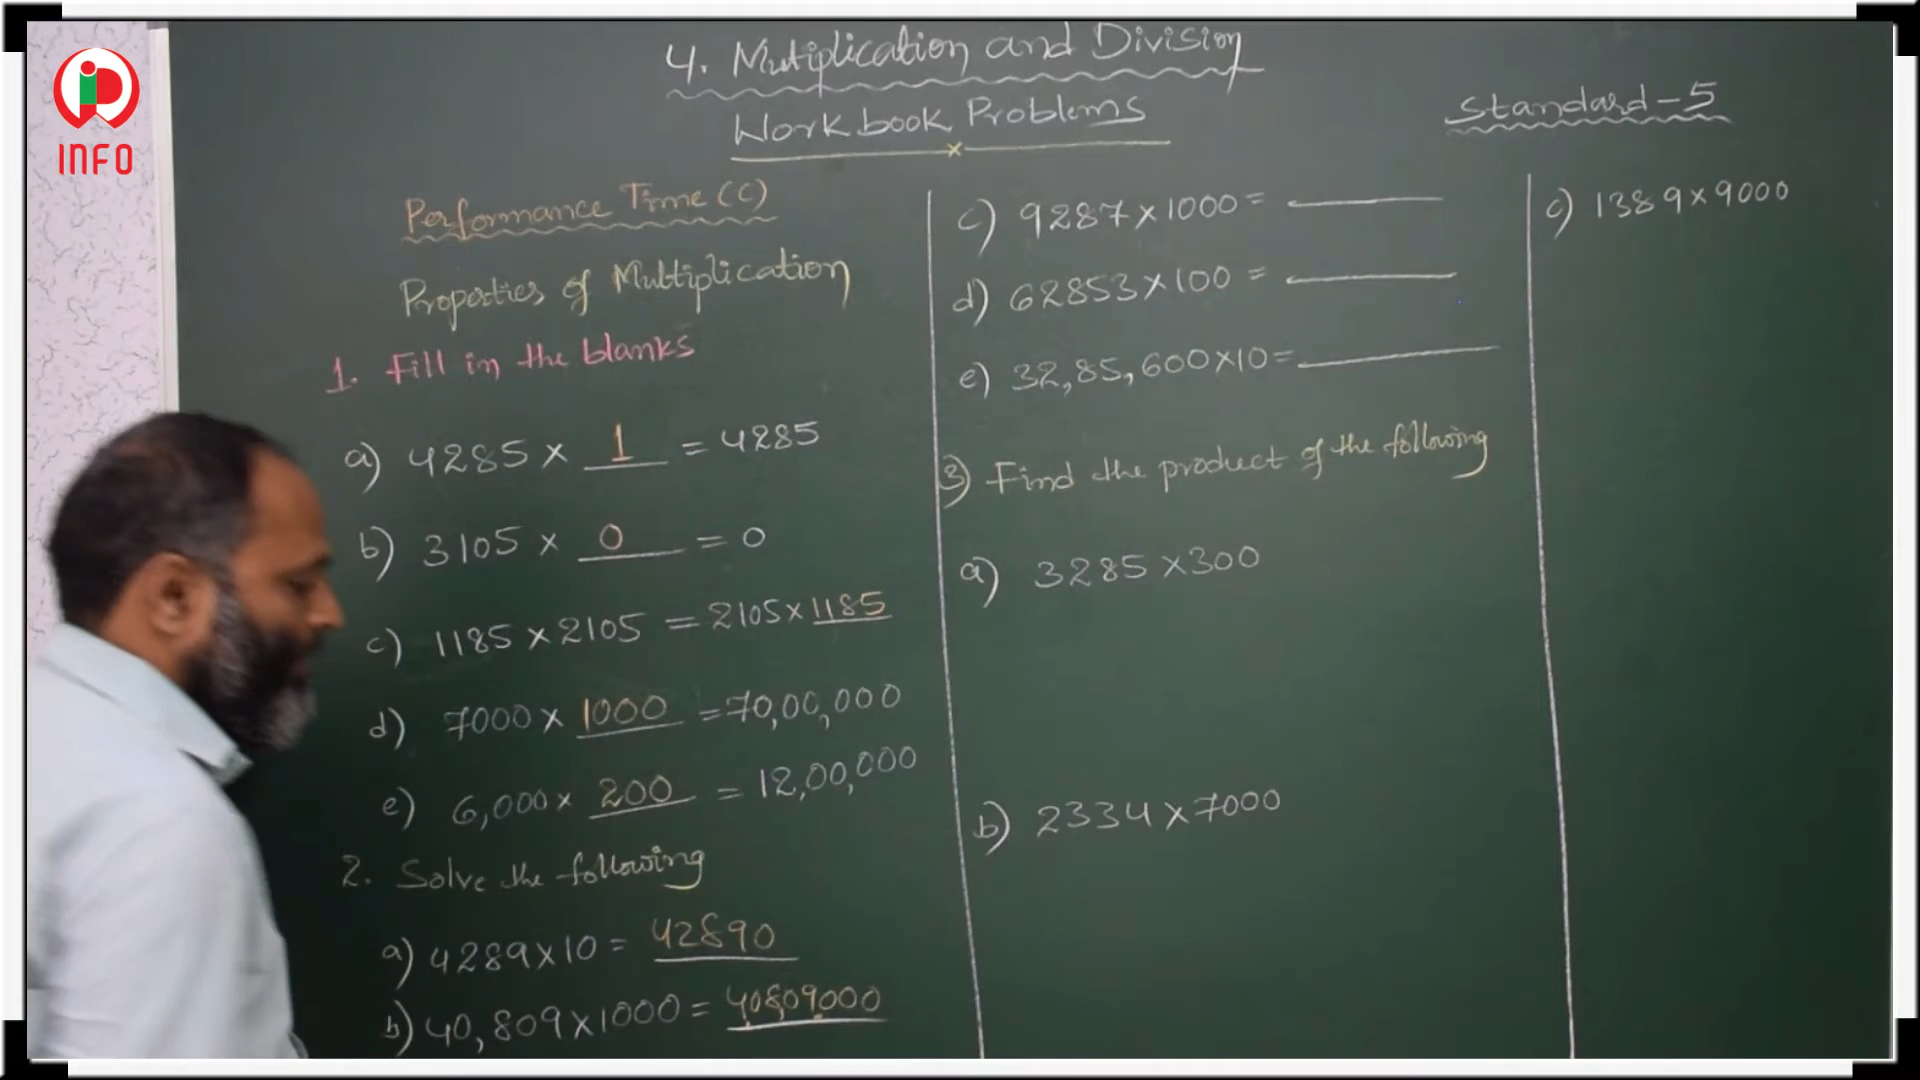 INFO
4. Mutiplication and Division
Work book Problems
Standard-5
Performance Time (C)
Properties of Multiplication
1. Fill in the blanks
a) 4285 × 1 = 4285
b) 3105 × 0 = 0
c) 1185 × 2105 = 2105 × 1185
d) 7000 × 1000 = 70,00,000
e) 6,000 × 200 = 12,00,000
2. Solve the following
a) 4289×10 = 42890
b) 40,809×1000 = 40809000
c) 9287×1000 =
d) 62853×100 =
e) 32,85,600×10=
3) Find the product of the following
a) 3285×300
b) 2334×7000
c) 1389×9000